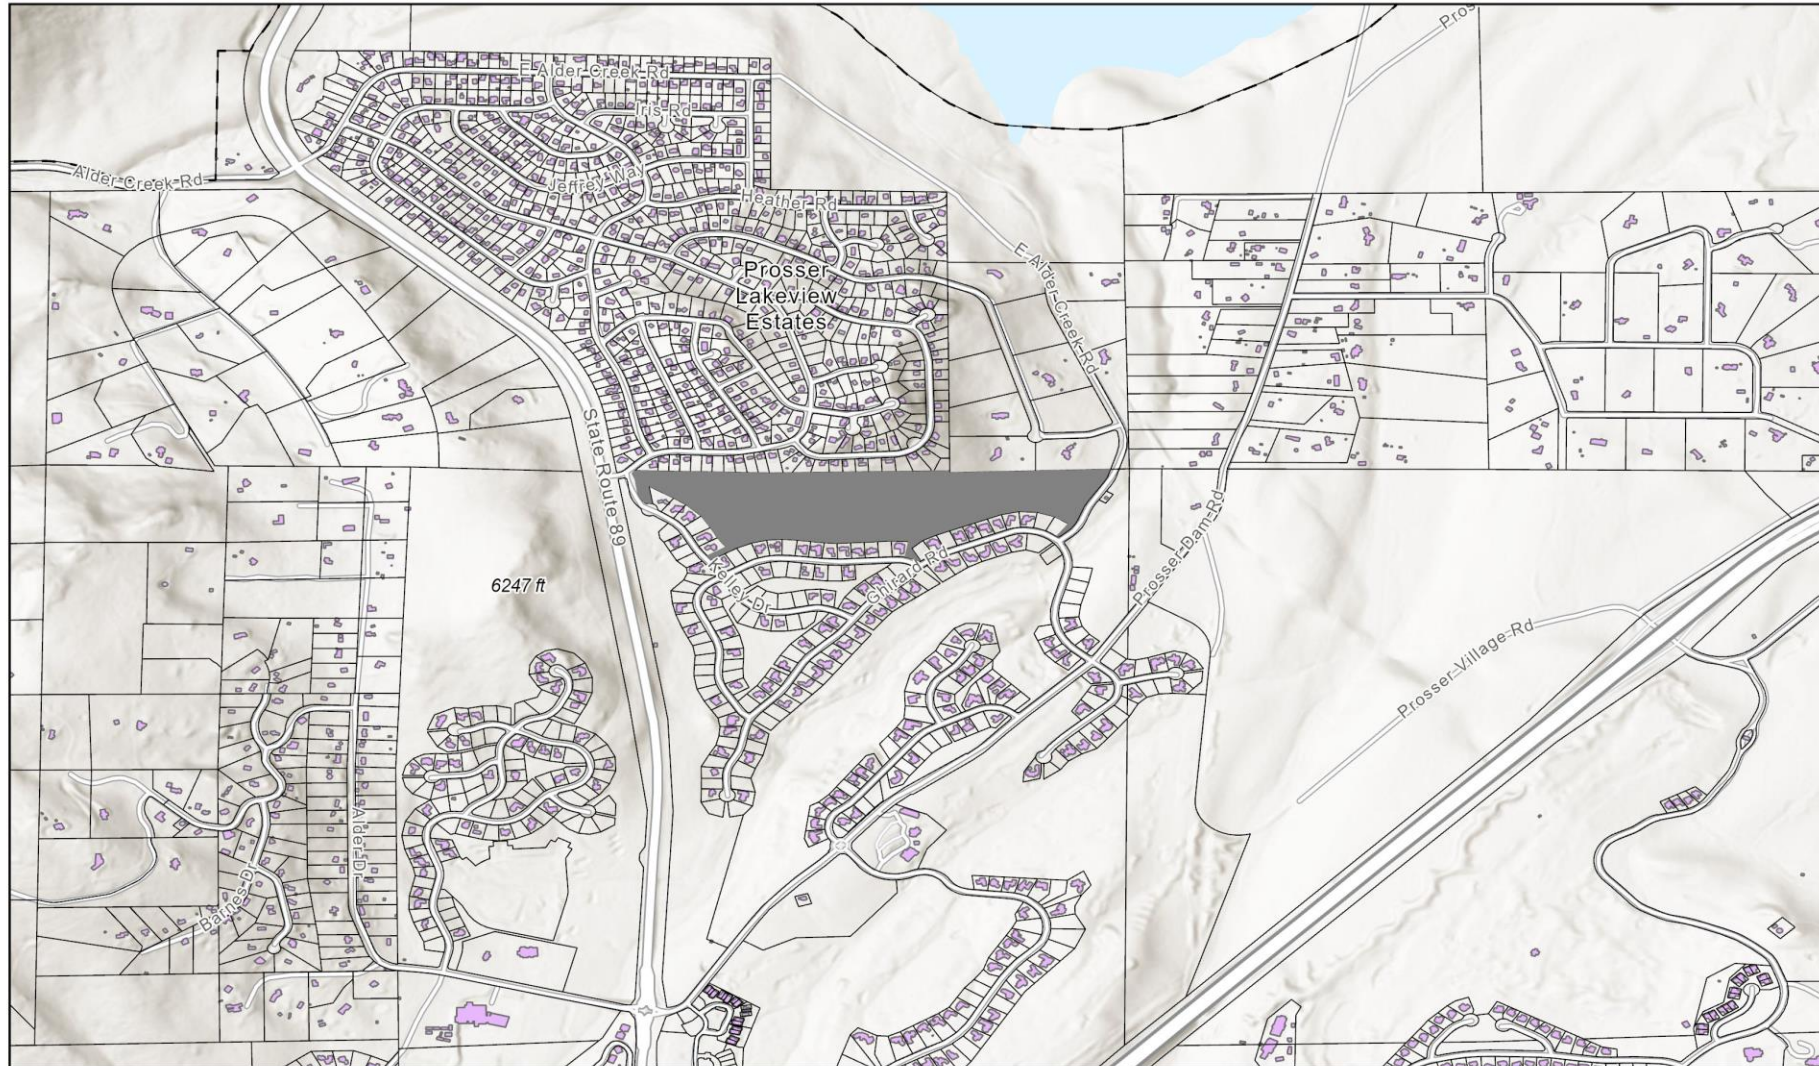 Pros
E Alder Creek Rd
Iris Rd
Alder Creek Rd
Jeffrey Way
Heather Rd
E Alder Creek Rd
Prosser
Lakeview
Estates
State Route 89
Prosser Dam Rd
6247 ft
Kelley Dr
Ghirard Rd
Prosser Village Rd
Alder Dr
Barnes Dr